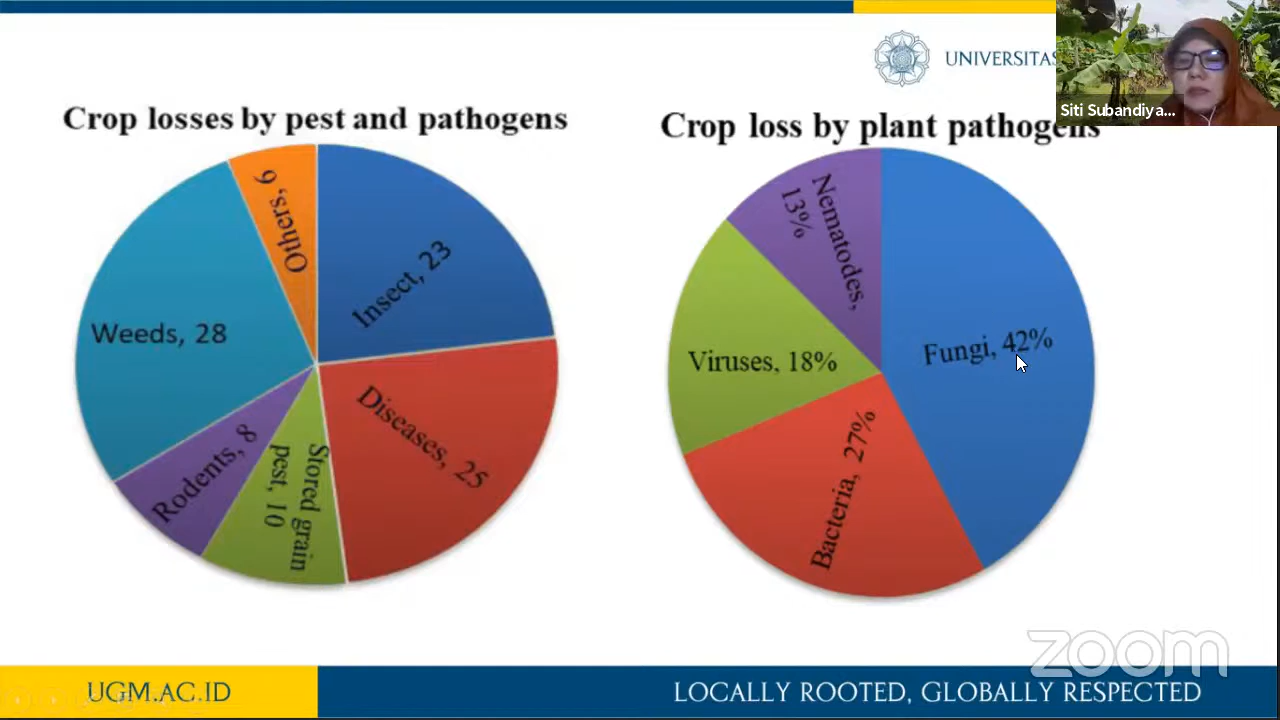 UNIVERSITAS
Siti Subandiya...
Crop losses by pest and pathogens
Crop loss by plant pathogens
Others, 6
Insect, 23
Weeds, 28
Diseases, 25
Rodents, 8
Stored grain
pest, 10
Nematodes,
13%
Fungi, 42%
Viruses, 18%
Bacteria, 27%
zoom
UGM.AC.ID
LOCALLY ROOTED, GLOBALLY RESPECTED